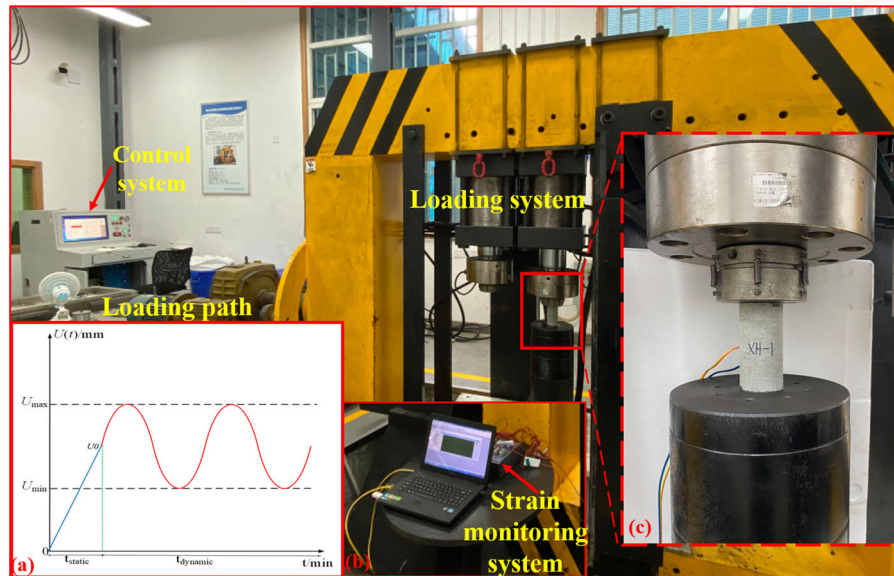 Control
system
Loading system
Loading path
U(t)/mm
Umax
U0
Umin
0
tstatic
tdynamic
t/min
(a)
Strain
monitoring
system
(b)
XH-1
(c)